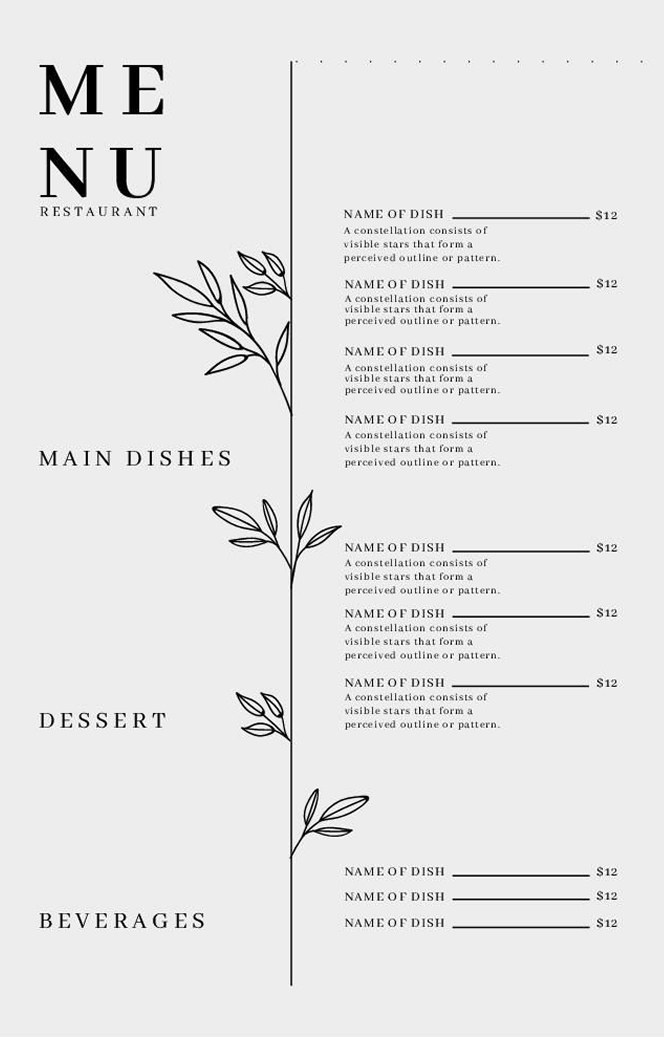 ME
NU
RESTAURANT
NAME OF DISH $12
A constellation consists of
visible stars that form a
perceived outline or pattern.
NAME OF DISH $12
A constellation consists of
visible stars that form a
perceived outline or pattern.
NAME OF DISH $12
A constellation consists of
visible stars that form a
perceived outline or pattern.
NAME OF DISH $12
A constellation consists of
visible stars that form a
perceived outline or pattern.
MAIN DISHES
NAME OF DISH $12
A constellation consists of
visible stars that form a
perceived outline or pattern.
NAME OF DISH $12
A constellation consists of
visible stars that form a
perceived outline or pattern.
NAME OF DISH $12
A constellation consists of
visible stars that form a
perceived outline or pattern.
DESSERT
NAME OF DISH $12
NAME OF DISH $12
NAME OF DISH $12
BEVERAGES